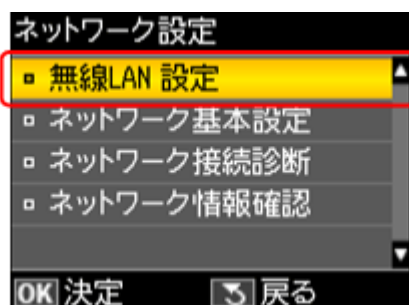 ネットワーク設定
無線LAN 設定
ネットワーク基本設定
ネットワーク接続診断
ネットワーク情報確認
OK 決定 戻る